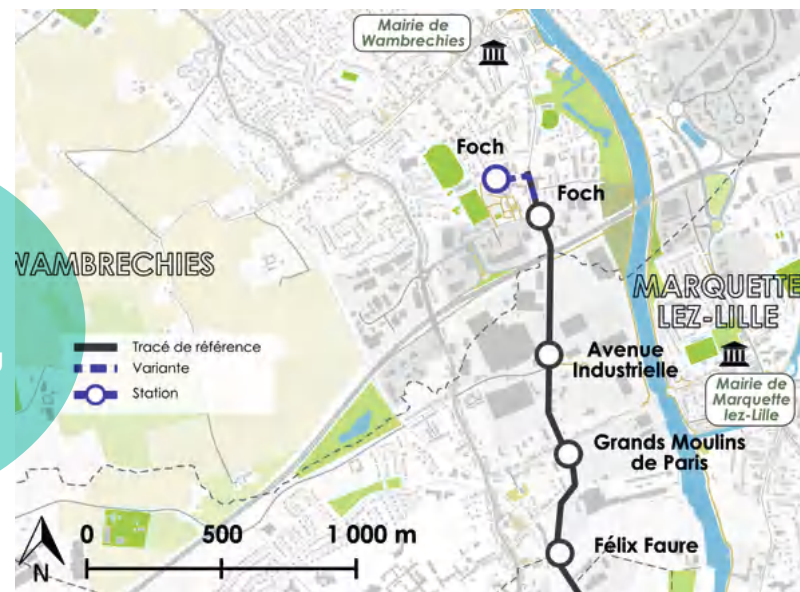 Mairie de
Wambrechies
Foch
Foch
WAMBRECHIES
MARQUETTE
LEZ-LILLE
Tracé de référence
Variante
Station
Avenue
Industrielle
Mairie de
Marquette
lez-Lille
Grands Moulins
de Paris
0 500 1 000 m
Félix Faure
N